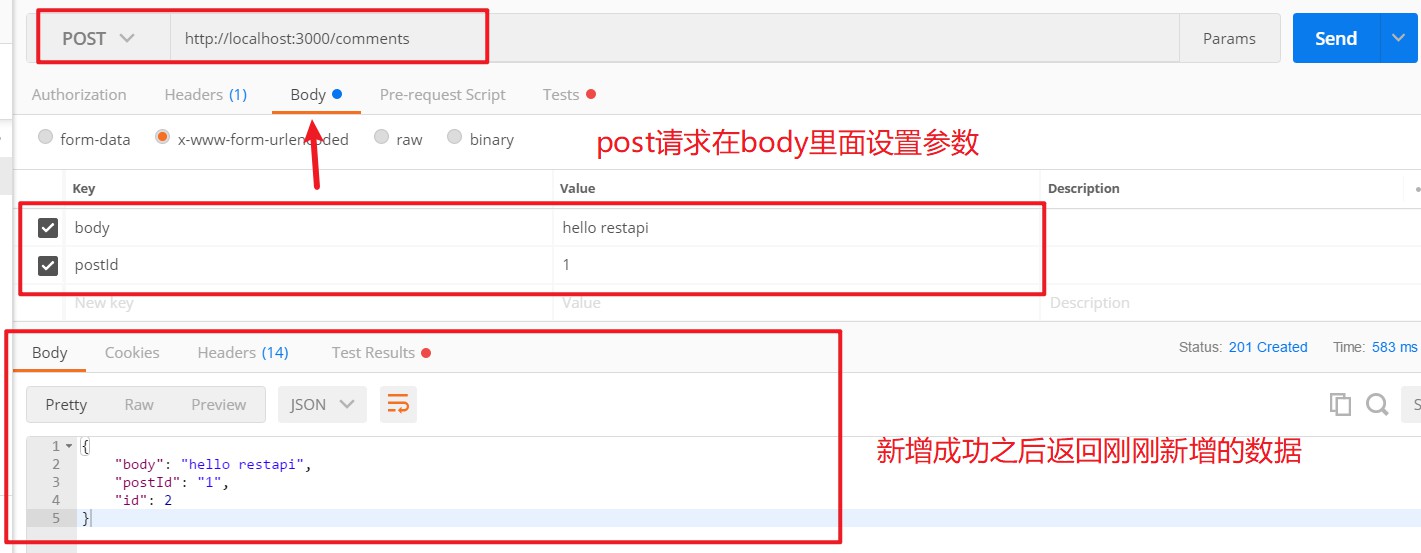 POST http://localhost:3000/comments Params Send
Authorization Headers (1) Body Pre-request Script Tests
form-data x-www-form-urlencoded raw binary
post请求在body里面设置参数
Key Value Description
body hello restapi
postId 1
New key Value Description
Body Cookies Headers (14) Test Results Status: 201 Created Time: 583 ms
Pretty Raw Preview JSON S
新增成功之后返回刚刚新增的数据
1 {
2 "body": "hello restapi",
3 "postId": "1",
4 "id": 2
5 }